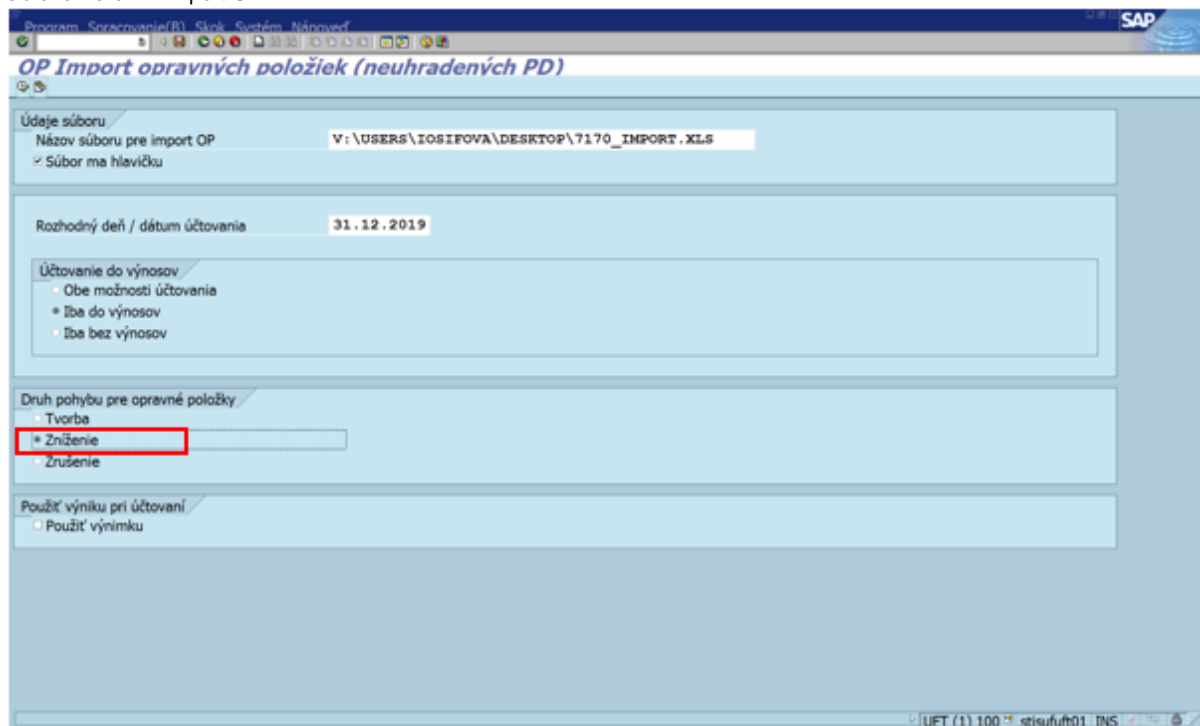 Program Spracovanie(B) Skok Systém Nápoveď
SAP
OP Import opravných položiek (neuhradených PD)
Údaje súboru
Názov súboru pre import OP V:\USERS\IOSIFOVA\DESKTOP\7170_IMPORT.XLS
Súbor ma hlavičku
Rozhodný deň / dátum účtovania 31.12.2019
Účtovanie do výnosov
Obe možnosti účtovania
Iba do výnosov
Iba bez výnosov
Druh pohybu pre opravné položky
Tvorba
Zníženie
Zrušenie
Použiť výniku pri účtovaní
Použiť výnimku
UFT (1) 100 stisufuft01 INS